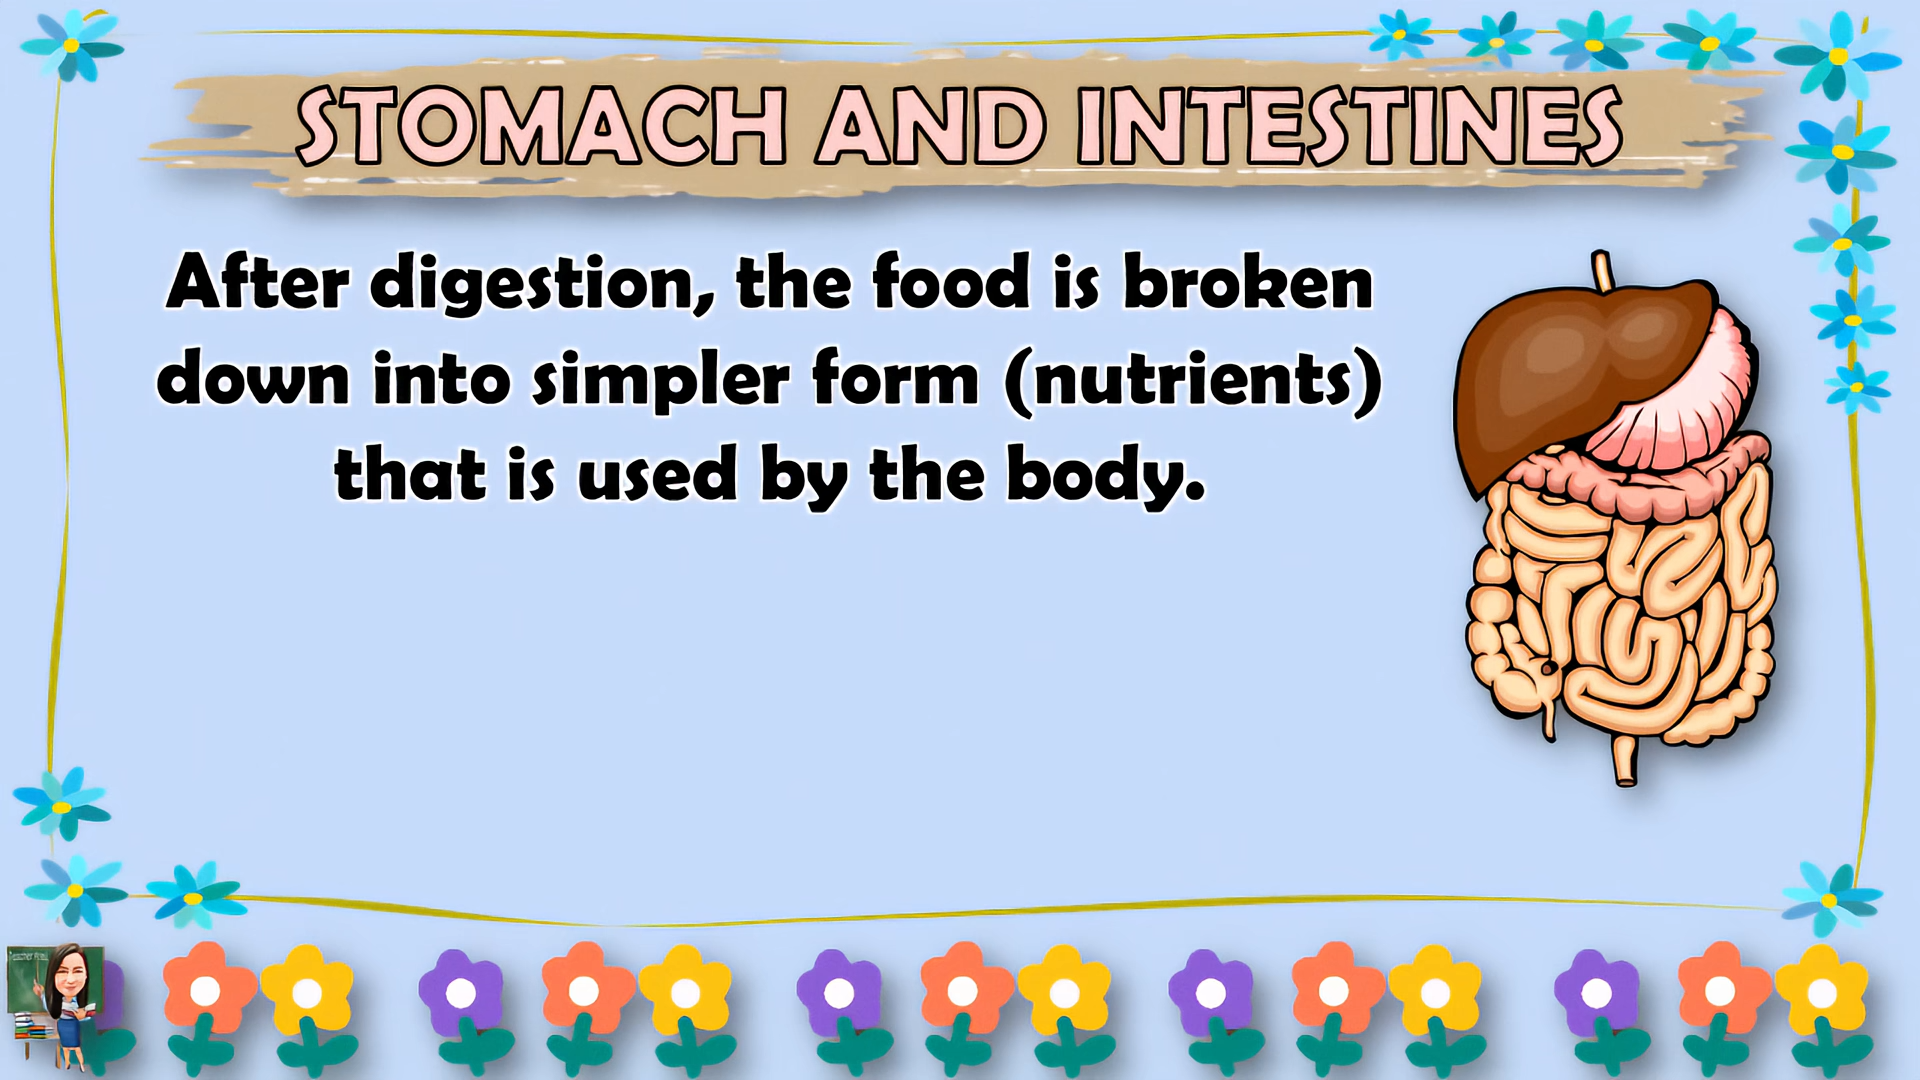 STOMACH AND INTESTINES
After digestion, the food is broken
down into simpler form (nutrients)
that is used by the body.